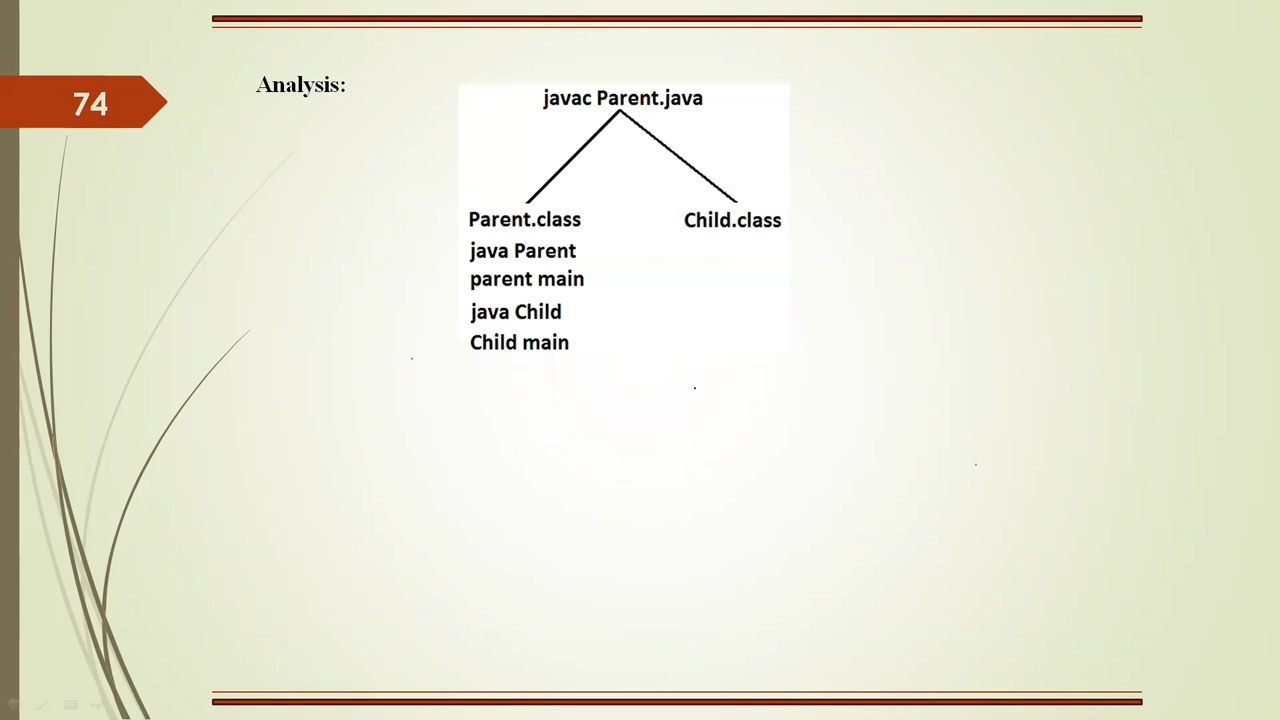 74
Analysis:
javac Parent.java
Parent.class Child.class
java Parent
parent main
java Child
Child main